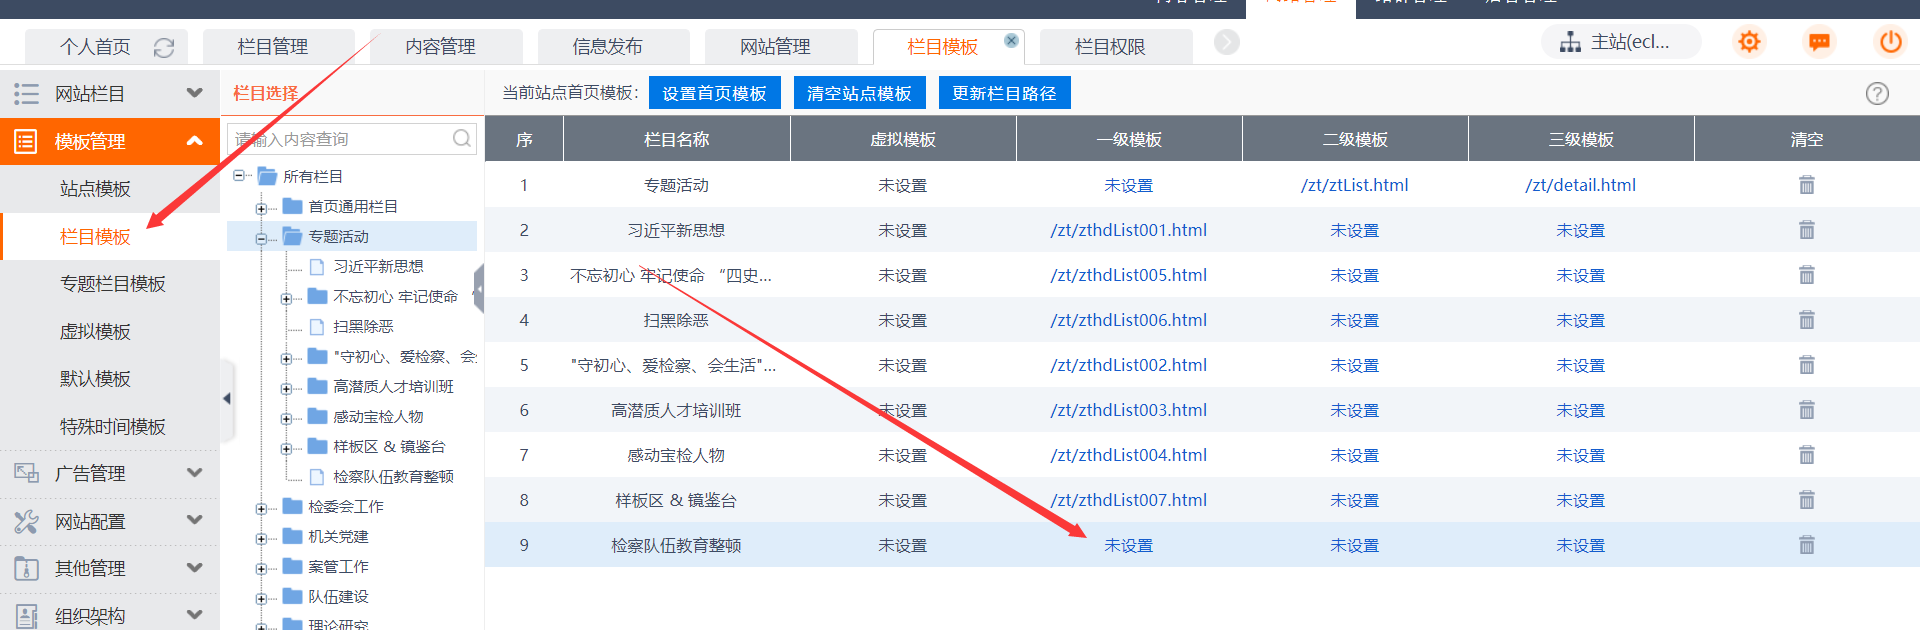 个人首页 栏目管理 内容管理 信息发布 网站管理 栏目模板 栏目权限 主站(ecl...
网站栏目
模板管理
站点模板
栏目模板
专题栏目模板
虚拟模板
默认模板
特殊时间模板
广告管理
网站配置
其他管理
组织架构
栏目选择
请输入内容查询
所有栏目
首页通用栏目
专题活动
习近平新思想
不忘初心 牢记使命 “
扫黑除恶
"守初心、爱检察、会
高潜质人才培训班
感动宝检人物
样板区 & 镜鉴台
检察队伍教育整顿
检委会工作
机关党建
案管工作
队伍建设
理论研究
当前站点首页模板: 设置首页模板 清空站点模板 更新栏目路径
序 栏目名称 虚拟模板 一级模板 二级模板 三级模板 清空
1 专题活动 未设置 未设置 /zt/ztList.html /zt/detail.html
2 习近平新思想 未设置 /zt/zthdList001.html 未设置 未设置
3 不忘初心 牢记使命 “四史... 未设置 /zt/zthdList005.html 未设置 未设置
4 扫黑除恶 未设置 /zt/zthdList006.html 未设置 未设置
5 "守初心、爱检察、会生活"... 未设置 /zt/zthdList002.html 未设置 未设置
6 高潜质人才培训班 未设置 /zt/zthdList003.html 未设置 未设置
7 感动宝检人物 未设置 /zt/zthdList004.html 未设置 未设置
8 样板区 & 镜鉴台 未设置 /zt/zthdList007.html 未设置 未设置
9 检察队伍教育整顿 未设置 未设置 未设置 未设置